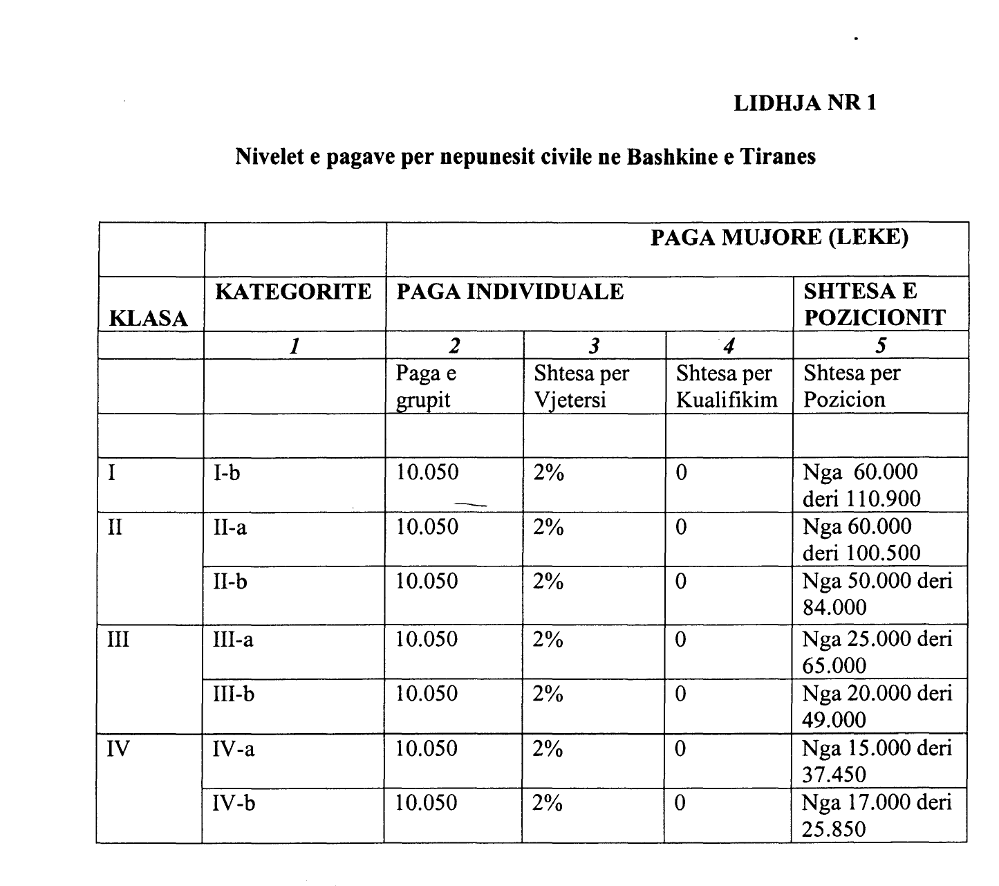 LIDHJA NR 1
Nivelet e pagave per nepunesit civile ne Bashkine e Tiranes
PAGA MUJORE (LEKE)
KLASA
KATEGORITE
PAGA INDIVIDUALE
SHTESA E
POZICIONIT
1
2
3
4
5
Paga e
grupit
Shtesa per
Vjetersi
Shtesa per
Kualifikim
Shtesa per
Pozicion
I
I-b
10.050
2%
0
Nga 60.000
deri 110.900
II
II-a
10.050
2%
0
Nga 60.000
deri 100.500
II-b
10.050
2%
0
Nga 50.000 deri
84.000
III
III-a
10.050
2%
0
Nga 25.000 deri
65.000
III-b
10.050
2%
0
Nga 20.000 deri
49.000
IV
IV-a
10.050
2%
0
Nga 15.000 deri
37.450
IV-b
10.050
2%
0
Nga 17.000 deri
25.850